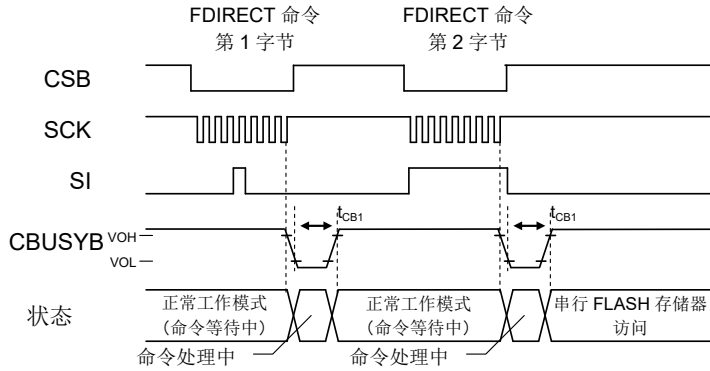 FDIRECT 命令
第 1 字节
FDIRECT 命令
第 2 字节
CSB
SCK
SI
CBUSYB
VOH
VOL
tCB1
tCB1
状态
正常工作模式
(命令等待中)
正常工作模式
(命令等待中)
串行 FLASH 存储器
访问
命令处理中
命令处理中